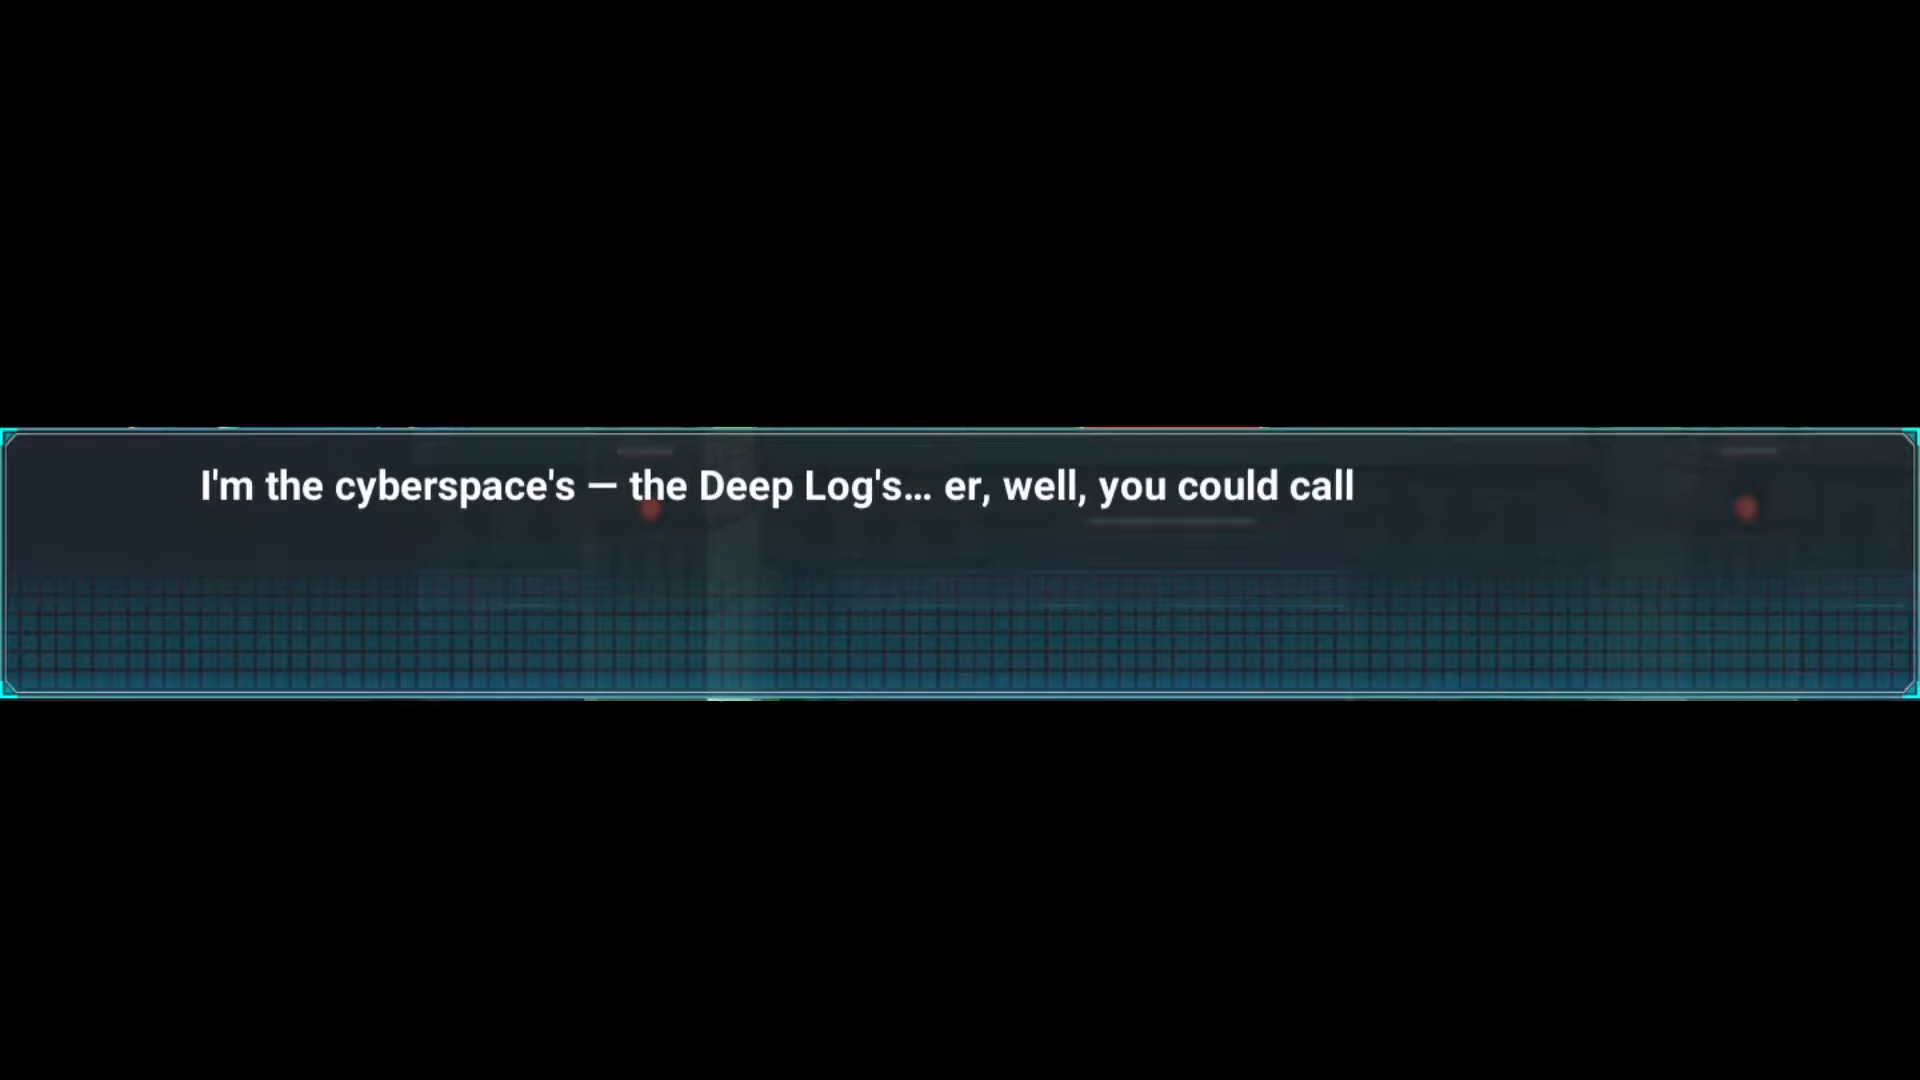 I'm the cyberspace's — the Deep Log's... er, well, you could call